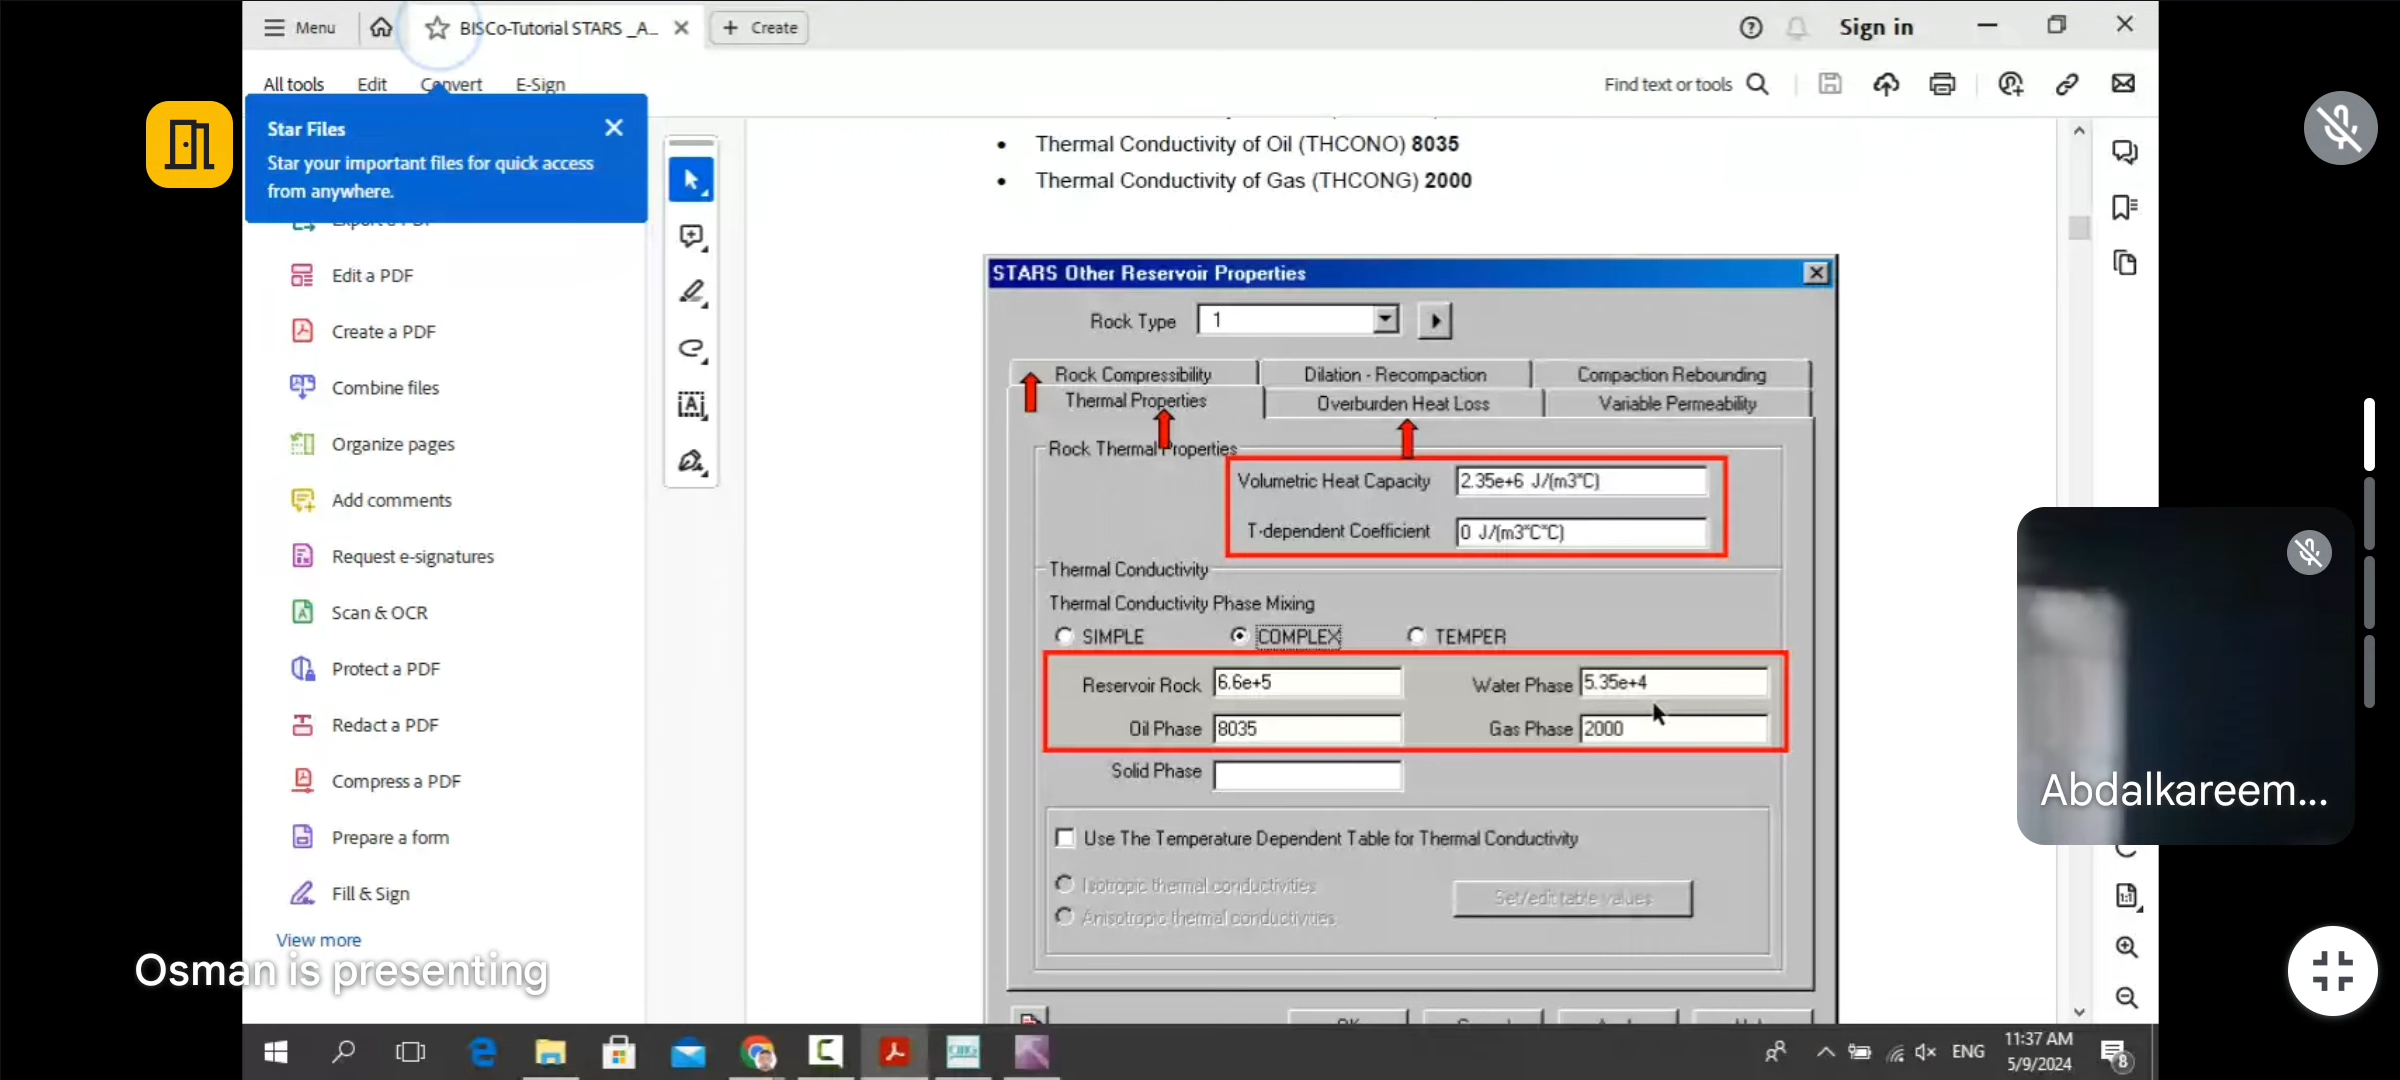 Menu
BISCo-Tutorial STARS _A...
Create
Sign in
All tools
Edit
Convert
E-Sign
Find text or tools
Star Files
Star your important files for quick access
from anywhere.
Edit a PDF
Create a PDF
Combine files
Organize pages
Add comments
Request e-signatures
Scan & OCR
Protect a PDF
Redact a PDF
Compress a PDF
Prepare a form
Fill & Sign
View more
Thermal Conductivity of Oil (THCONO) 8035
Thermal Conductivity of Gas (THCONG) 2000
STARS Other Reservoir Properties
Rock Type 1
Rock Compressibility
Dilation - Recompaction
Compaction Rebounding
Thermal Properties
Overburden Heat Loss
Variable Permeability
Rock Thermal Properties
Volumetric Heat Capacity 2.35e+6 J/(m3*C)
T-dependent Coefficient 0 J/(m3*C*C)
Thermal Conductivity
Thermal Conductivity Phase Mixing
SIMPLE
COMPLEX
TEMPER
Reservoir Rock 6.6e+5
Water Phase 5.35e+4
Oil Phase 8035
Gas Phase 2000
Solid Phase
Use The Temperature Dependent Table for Thermal Conductivity
Isotropic thermal conductivities
Set/edit table values
Anisotropic thermal conductivities
Abdalkareem...
Osman is presenting
ENG
11:37 AM
5/9/2024
8